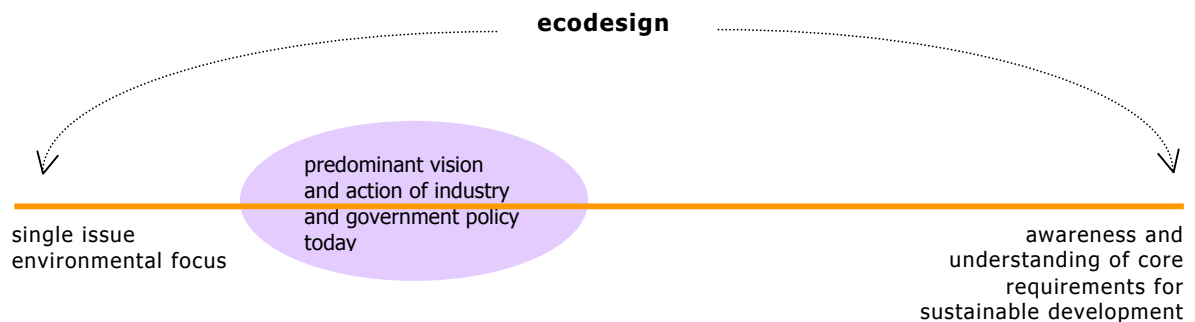 ecodesign
predominant vision
and action of industry
and government policy
today
single issue
environmental focus
awareness and
understanding of core
requirements for
sustainable development